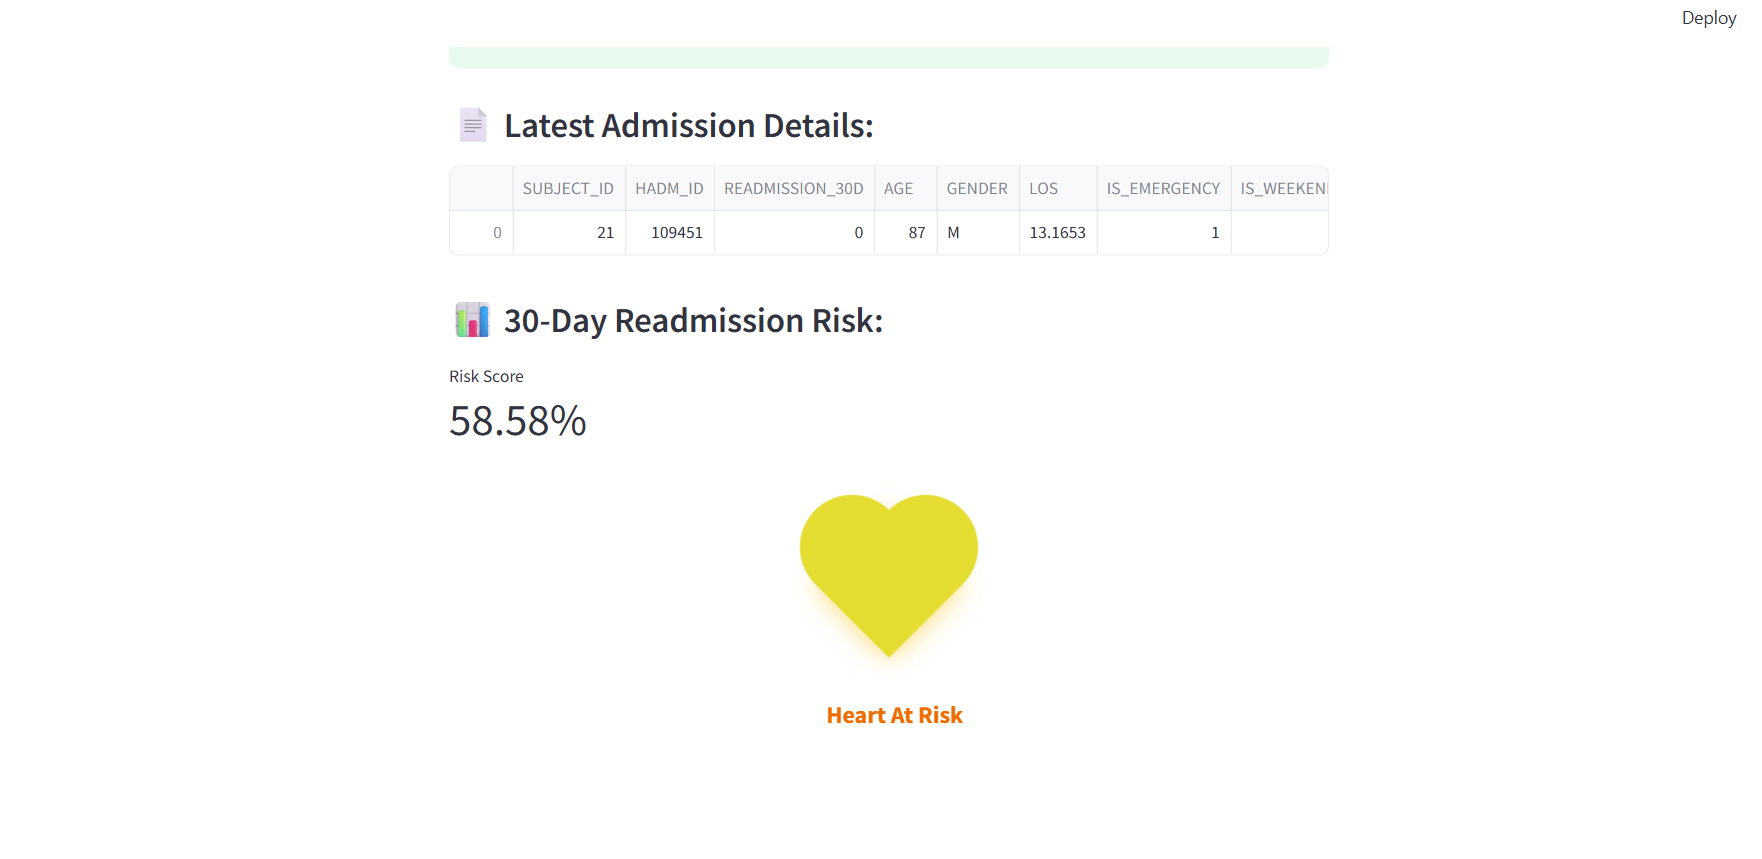 Deploy
Latest Admission Details:
SUBJECT_ID HADM_ID READMISSION_30D AGE GENDER LOS IS_EMERGENCY IS_WEEKEN
0 21 109451 0 87 M 13.1653 1
30-Day Readmission Risk:
Risk Score
58.58%
Heart At Risk